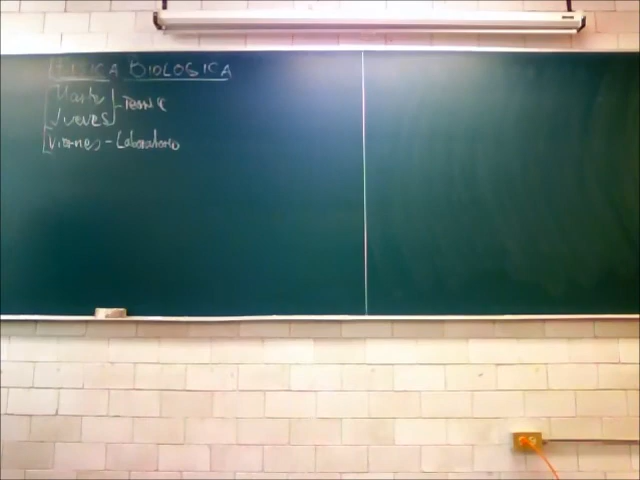 FISICA BIOLOGICA
Martes
Jueves - Teoría
Viernes - Laboratorio